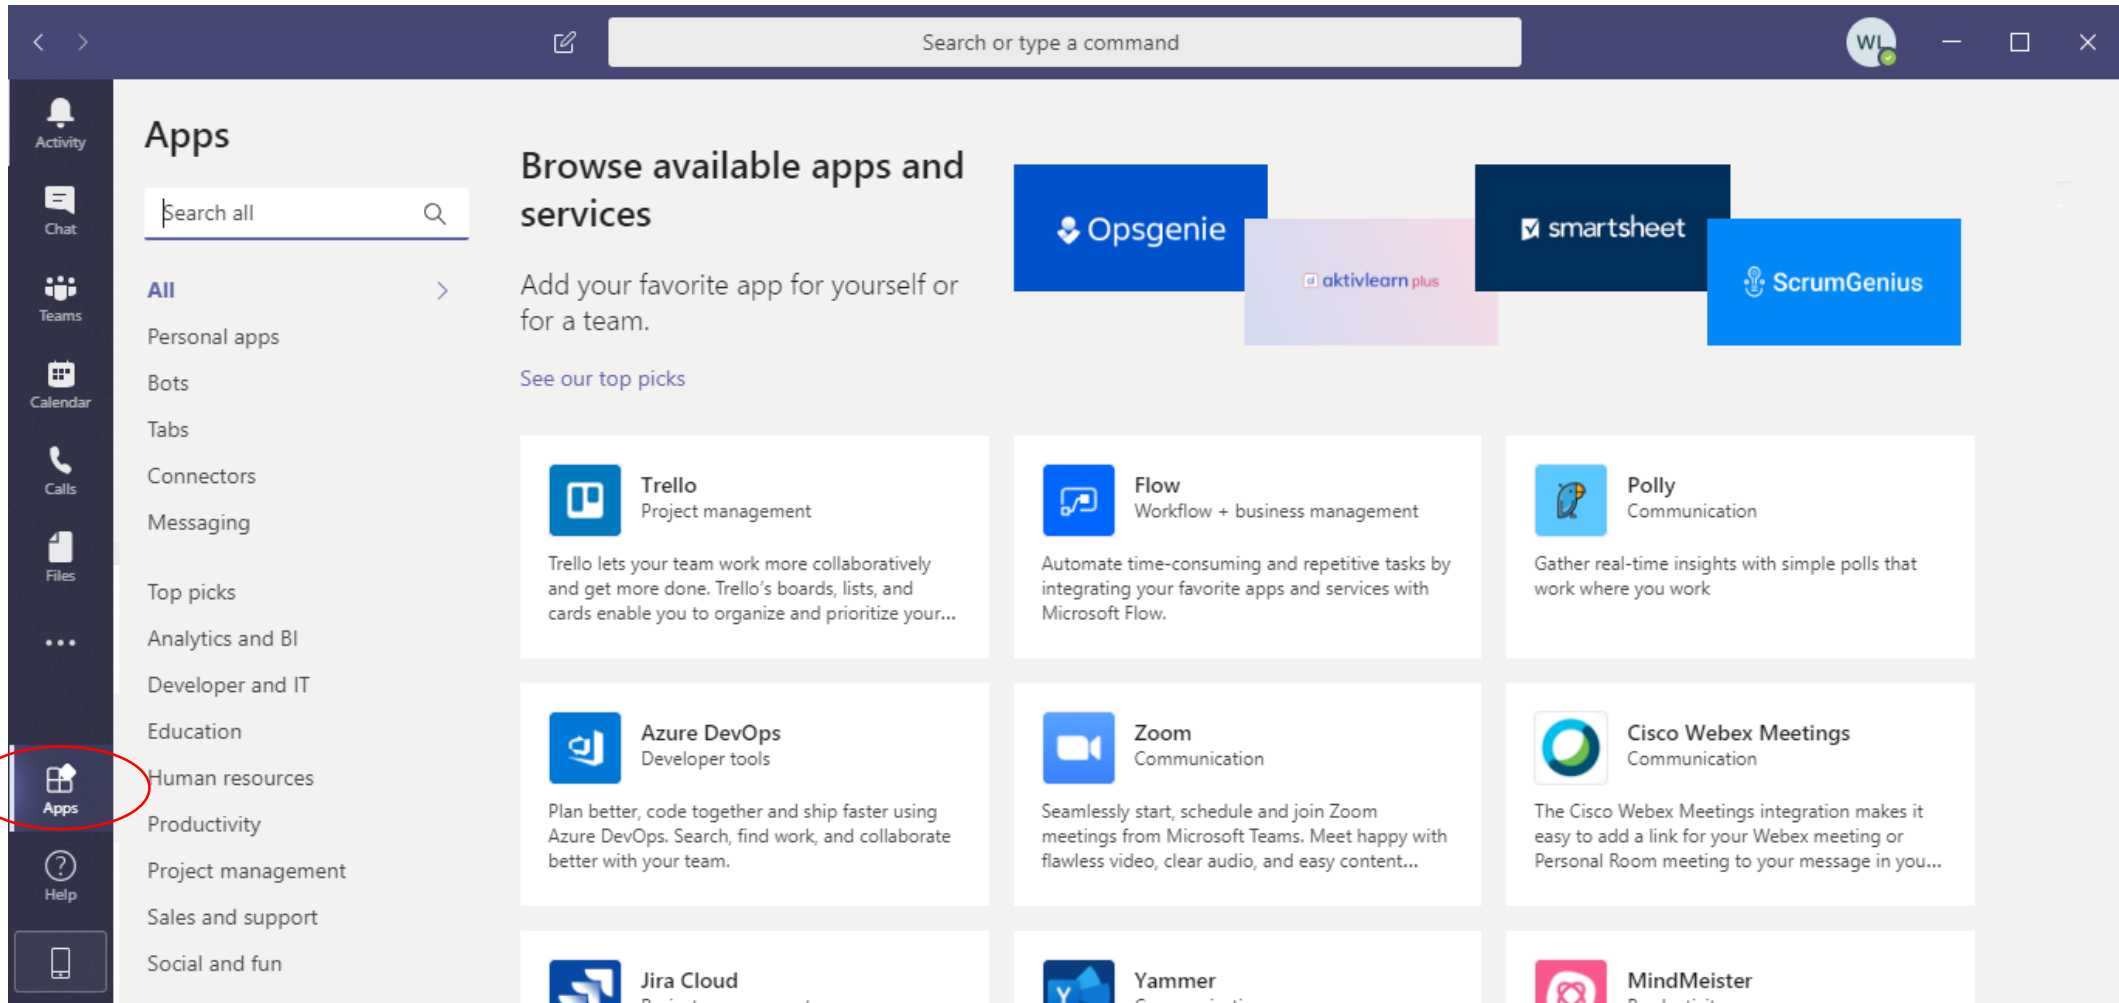 Search or type a command
WL
Activity
Chat
Teams
Calendar
Calls
Files
Apps
Help
Apps
Search all
All
Personal apps
Bots
Tabs
Connectors
Messaging
Top picks
Analytics and BI
Developer and IT
Education
Human resources
Productivity
Project management
Sales and support
Social and fun
Browse available apps and
services
Add your favorite app for yourself or
for a team.
See our top picks
Opsgenie
aktivlearn plus
smartsheet
ScrumGenius
Trello
Project management
Trello lets your team work more collaboratively
and get more done. Trello's boards, lists, and
cards enable you to organize and prioritize your...
Flow
Workflow + business management
Automate time-consuming and repetitive tasks by
integrating your favorite apps and services with
Microsoft Flow.
Polly
Communication
Gather real-time insights with simple polls that
work where you work
Azure DevOps
Developer tools
Plan better, code together and ship faster using
Azure DevOps. Search, find work, and collaborate
better with your team.
Zoom
Communication
Seamlessly start, schedule and join Zoom
meetings from Microsoft Teams. Meet happy with
flawless video, clear audio, and easy content...
Cisco Webex Meetings
Communication
The Cisco Webex Meetings integration makes it
easy to add a link for your Webex meeting or
Personal Room meeting to your message in you...
Jira Cloud
Yammer
MindMeister